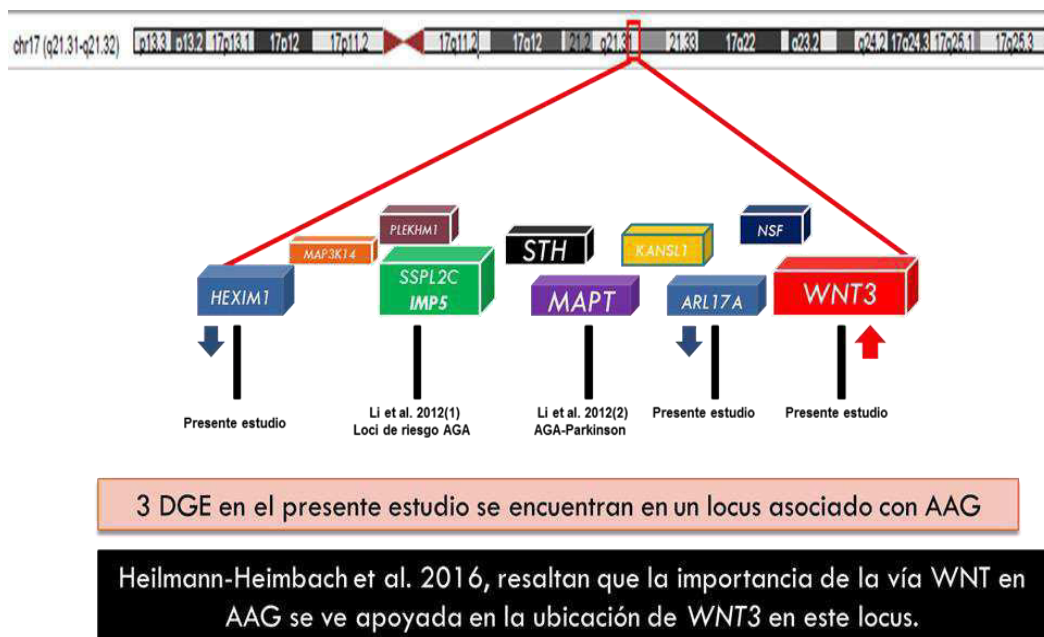 chr17 (q21.31-q21.32) p13.3 p13.2 17p13.1 17p12 17p11.2 17q11.2 17q12 21.2 q21.31 21.33 17q22 q23.2 q24.2 17q24.3 17q25.1 17q25.3
PLEKHM1 NSF
MAP3K14 STH KANSL1
HEXIM1 SSPL2C MAPT ARL17A WNT3
IMP5
Presente estudio Li et al. 2012(1) Li et al. 2012(2) Presente estudio Presente estudio
Loci de riesgo AGA AGA-Parkinson
3 DGE en el presente estudio se encuentran en un locus asociado con AAG
Heilmann-Heimbach et al. 2016, resaltan que la importancia de la vía WNT en
AAG se ve apoyada en la ubicación de WNT3 en este locus.